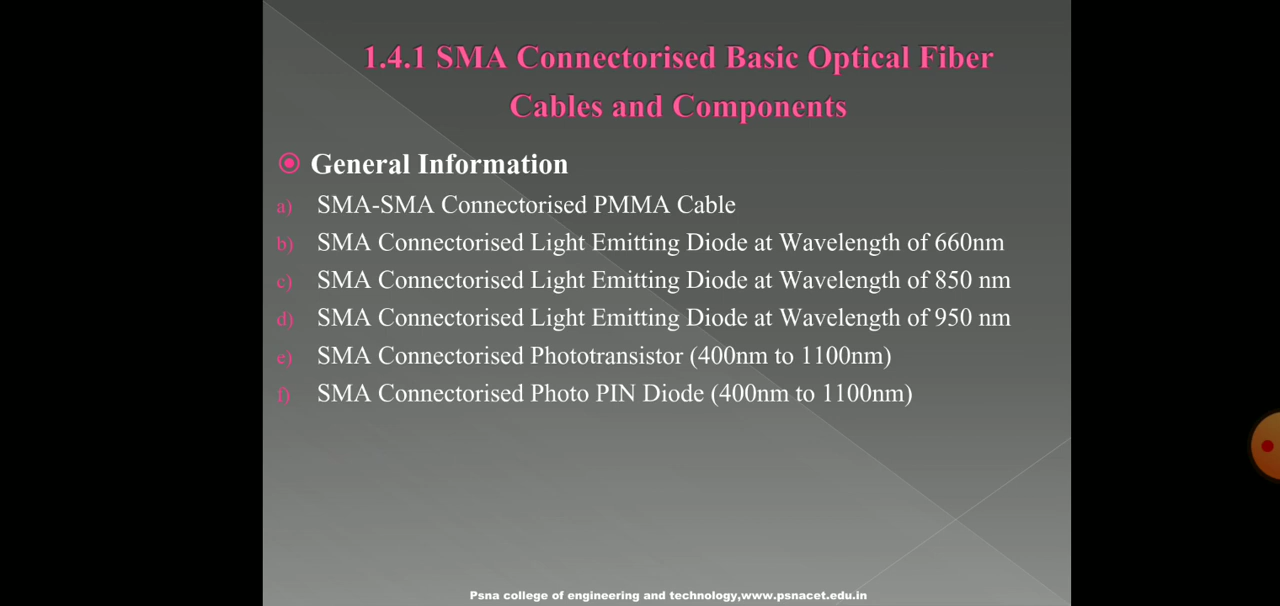 1.4.1 SMA Connectorised Basic Optical Fiber
Cables and Components
General Information
a) SMA-SMA Connectorised PMMA Cable
b) SMA Connectorised Light Emitting Diode at Wavelength of 660nm
c) SMA Connectorised Light Emitting Diode at Wavelength of 850 nm
d) SMA Connectorised Light Emitting Diode at Wavelength of 950 nm
e) SMA Connectorised Phototransistor (400nm to 1100nm)
f) SMA Connectorised Photo PIN Diode (400nm to 1100nm)
Psna college of engineering and technology,www.psnacet.edu.in